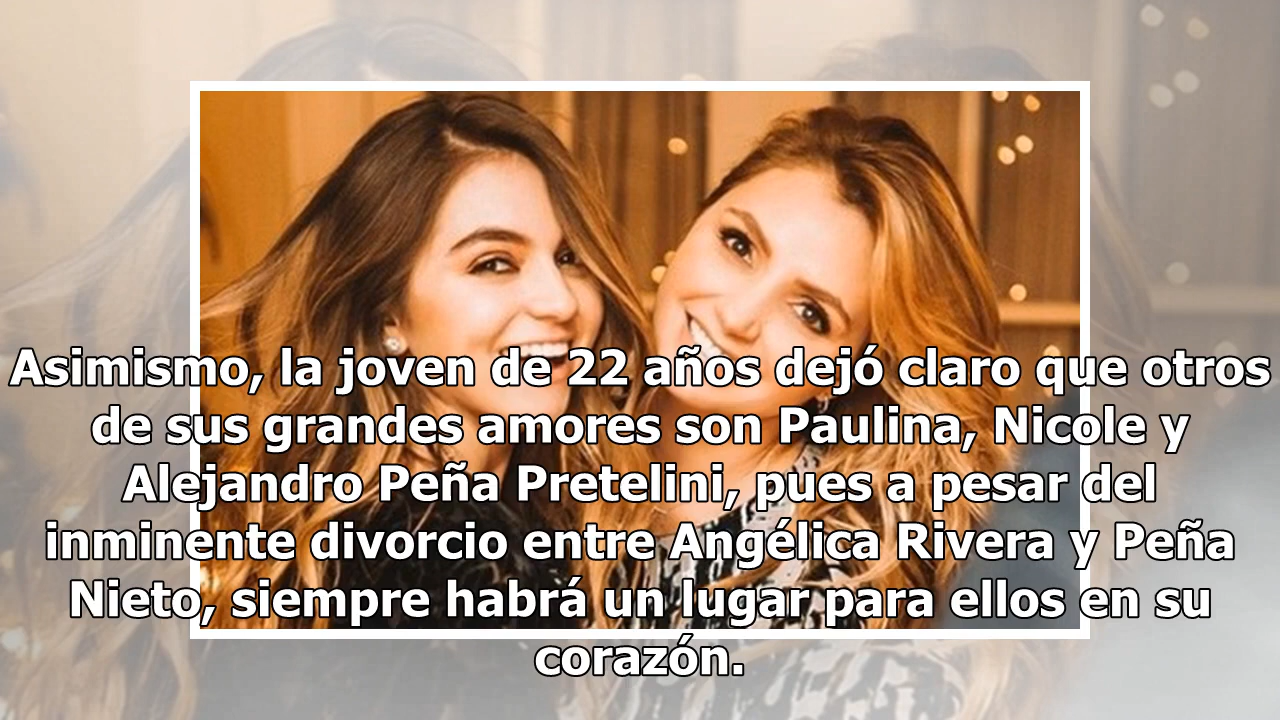 Asimismo, la joven de 22 años dejó claro que otros
de sus grandes amores son Paulina, Nicole y
Alejandro Peña Pretelini, pues a pesar del
inminente divorcio entre Angélica Rivera y Peña
Nieto, siempre habrá un lugar para ellos en su
corazón.